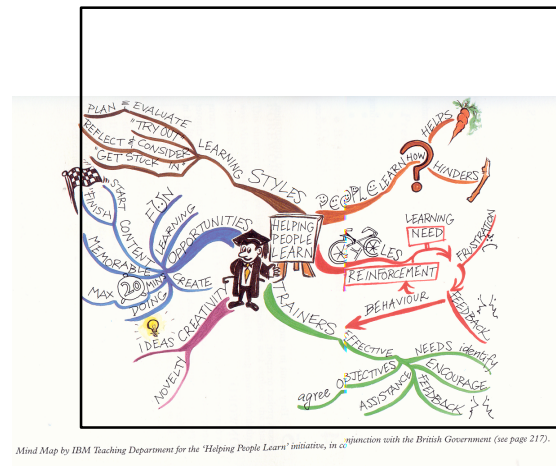 HELPING
PEOPLE
LEARN
LEARNING STYLES
PLAN & EVALUATE
"TRY OUT"
REFLECT & CONSIDER
"GET STUCK IN"
OPPORTUNITIES
LEARNING
FUN
CONTENT
START
FINISH
MEMORABLE
MAX
20 MINS
DOING
CREATE
CREATIVITY
IDEAS
NOVELTY
PEOPLE LEARN
HOW
HELPS
HINDERS
LES
LEARNING
NEED
REINFORCEMENT
BEHAVIOUR
FRUSTRATION
FEEDBACK
TRAINERS
EFFECTIVE
NEEDS identify
ENCOURAGE
FEEDBACK
ASSISTANCE
agree OBJECTIVES
Mind Map by IBM Teaching Department for the 'Helping People Learn' initiative, in conjunction with the British Government (see page 217).